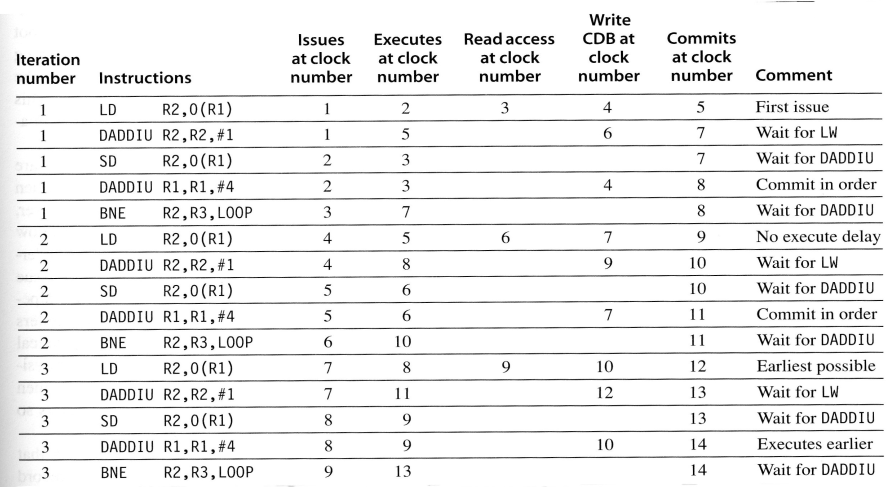 Iteration number Instructions Issues at clock number Executes at clock number Read access at clock number Write CDB at clock number Commits at clock number Comment
1 LD R2,0(R1) 1 2 3 4 5 First issue
1 DADDIU R2,R2,#1 1 5 6 7 Wait for LW
1 SD R2,0(R1) 2 3 7 Wait for DADDIU
1 DADDIU R1,R1,#4 2 3 4 8 Commit in order
1 BNE R2,R3,LOOP 3 7 8 Wait for DADDIU
2 LD R2,0(R1) 4 5 6 7 9 No execute delay
2 DADDIU R2,R2,#1 4 8 9 10 Wait for LW
2 SD R2,0(R1) 5 6 10 Wait for DADDIU
2 DADDIU R1,R1,#4 5 6 7 11 Commit in order
2 BNE R2,R3,LOOP 6 10 11 Wait for DADDIU
3 LD R2,0(R1) 7 8 9 10 12 Earliest possible
3 DADDIU R2,R2,#1 7 11 12 13 Wait for LW
3 SD R2,0(R1) 8 9 13 Wait for DADDIU
3 DADDIU R1,R1,#4 8 9 10 14 Executes earlier
3 BNE R2,R3,LOOP 9 13 14 Wait for DADDIU